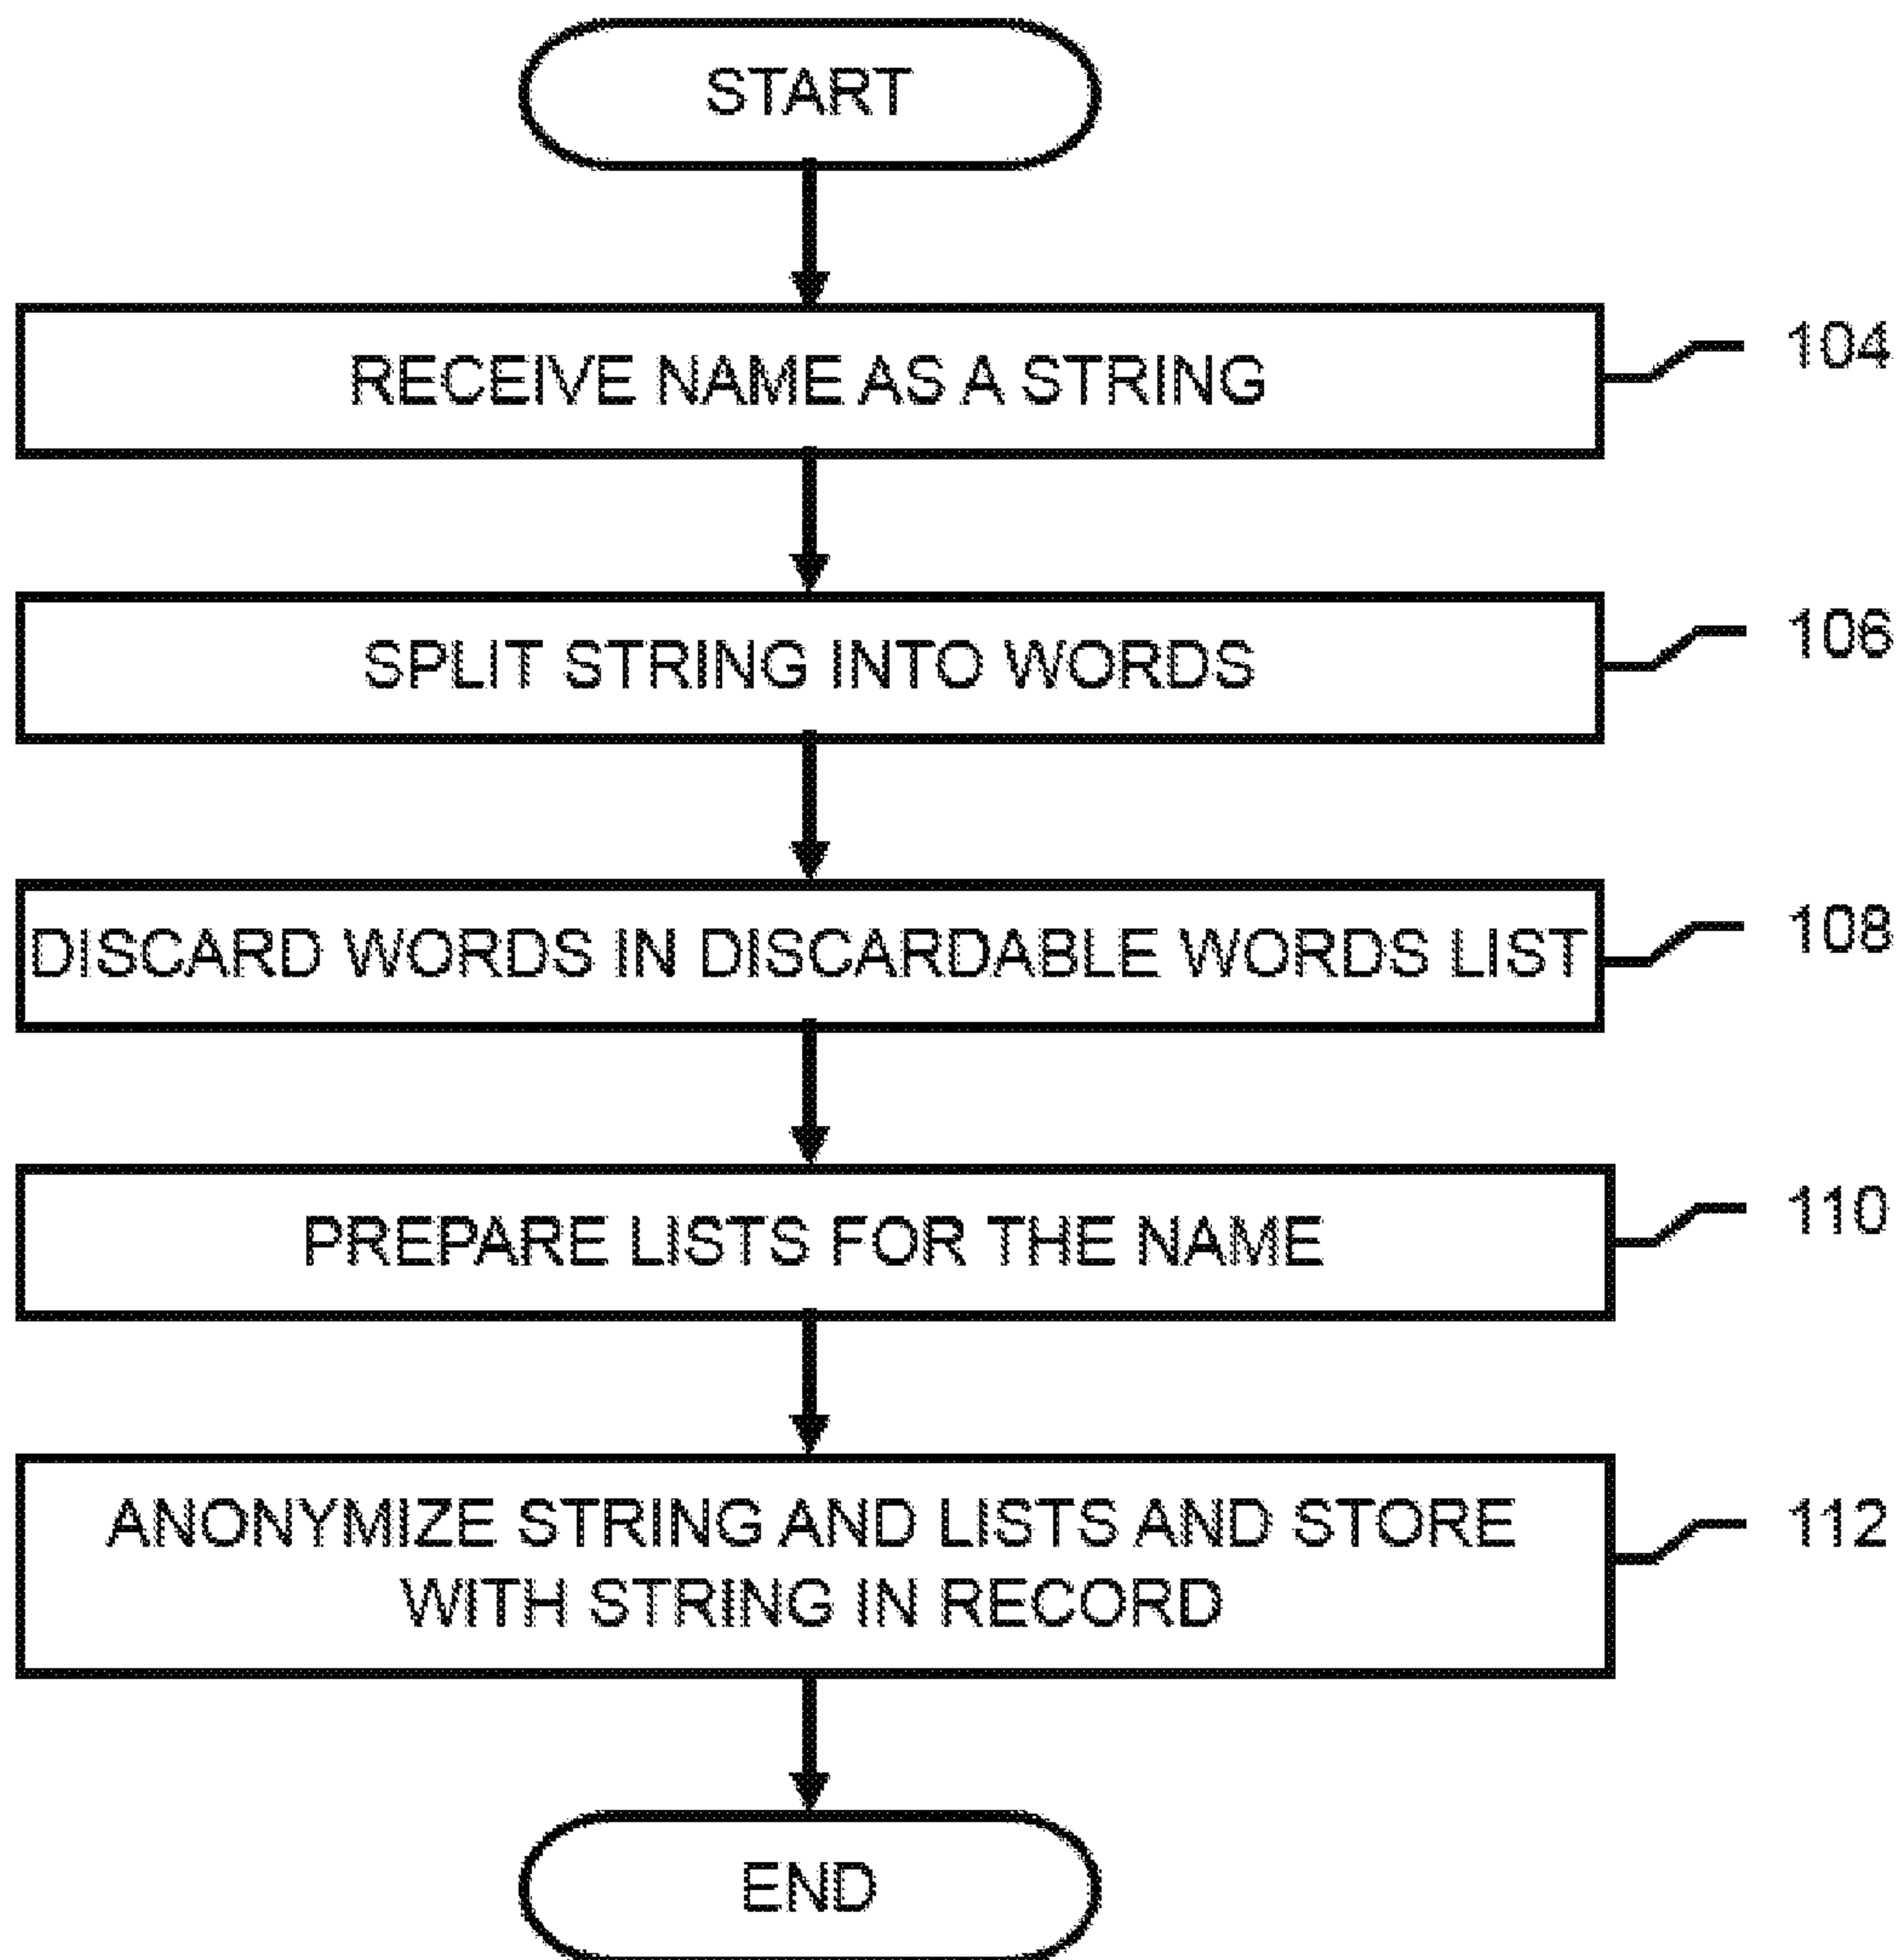 START
RECEIVE NAME AS A STRING
104
SPLIT STRING INTO WORDS
106
DISCARD WORDS IN DISCARDABLE WORDS LIST
108
PREPARE LISTS FOR THE NAME
110
ANONYMIZE STRING AND LISTS AND STORE
WITH STRING IN RECORD
112
END